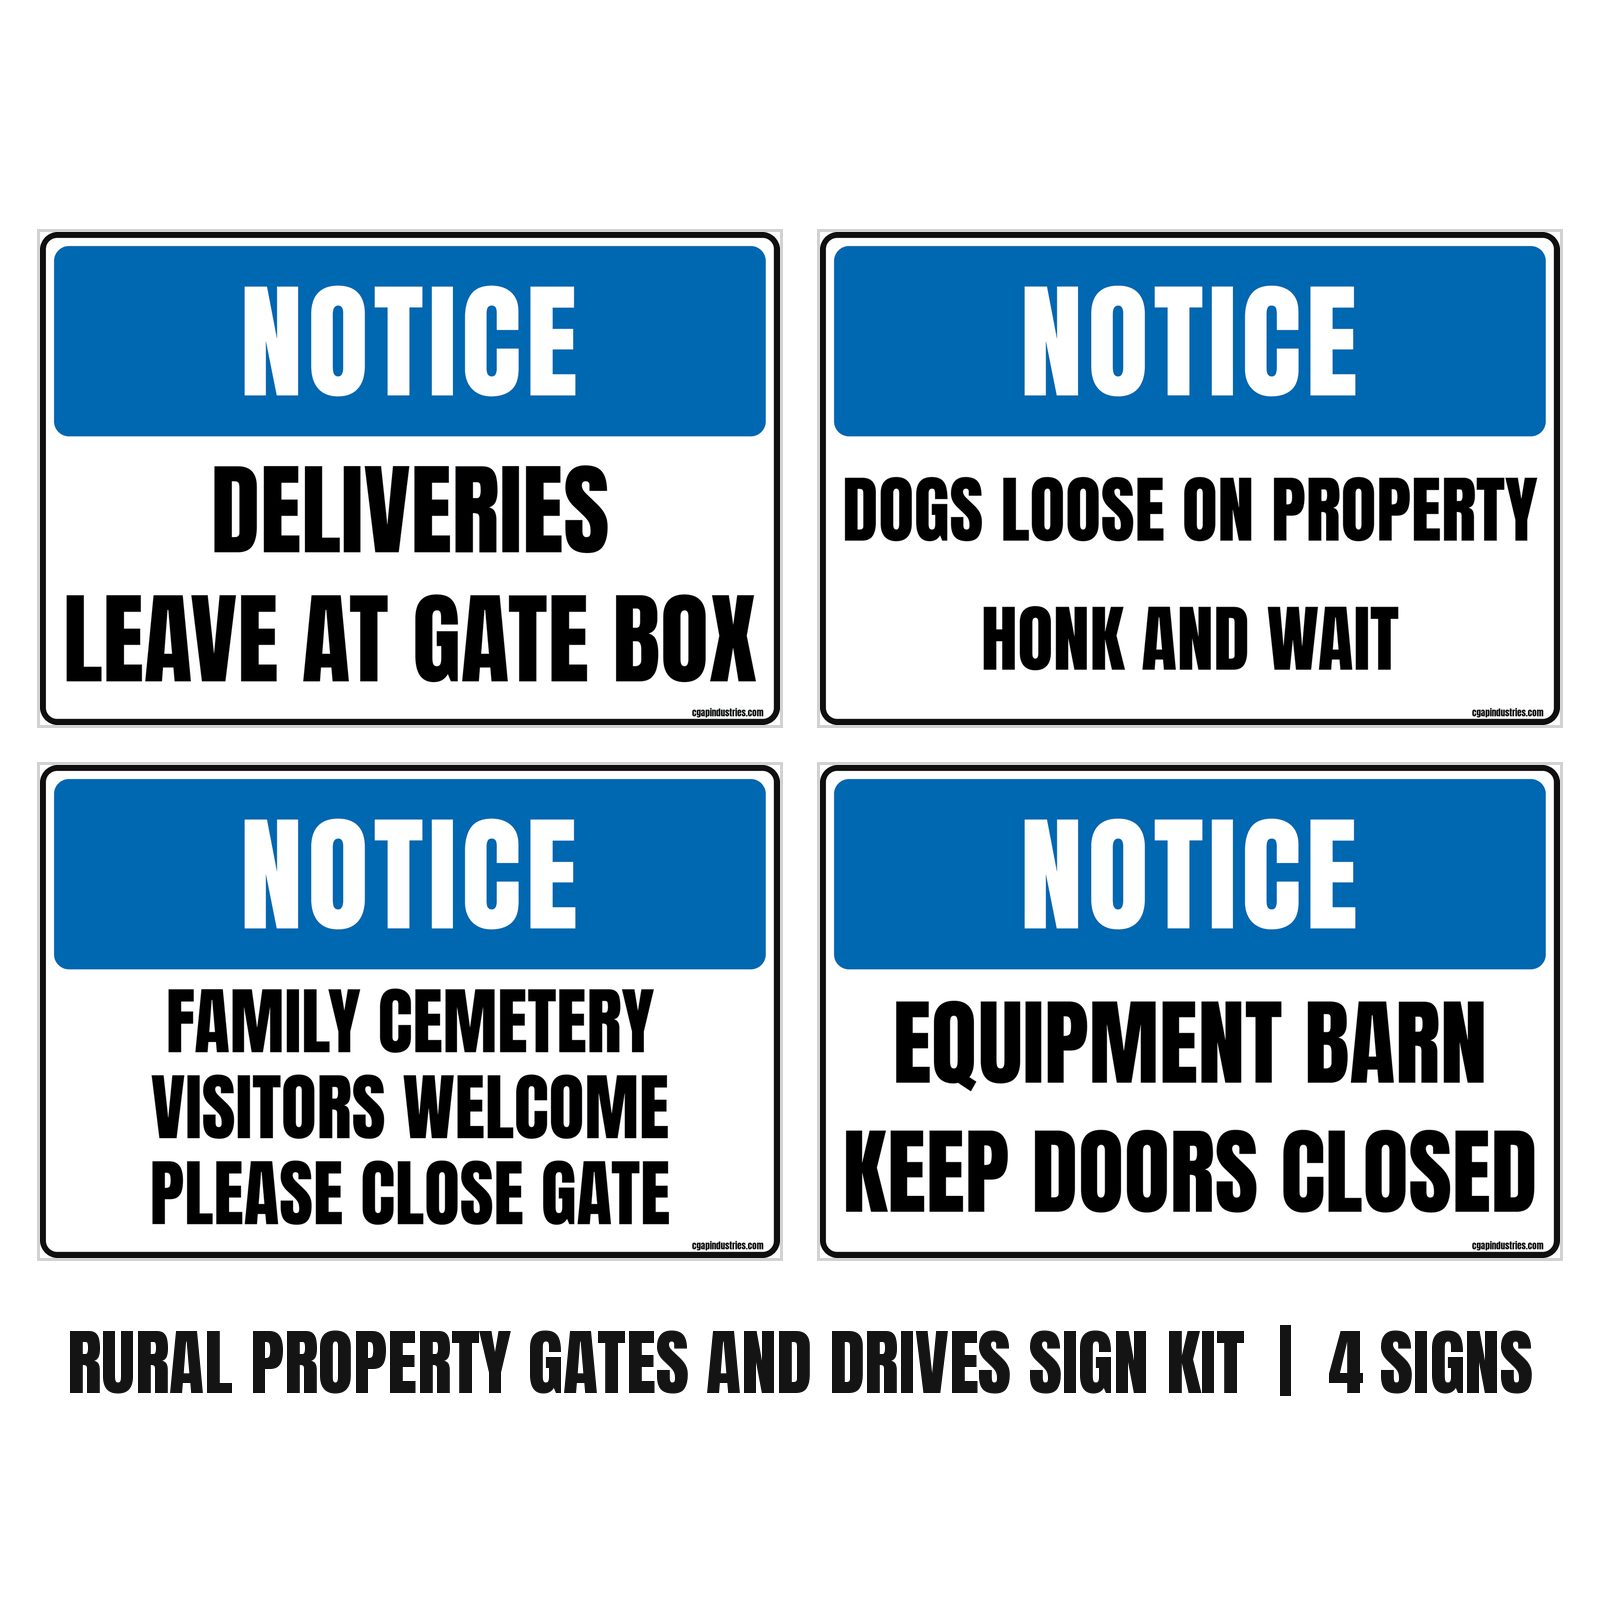 NOTICE
DELIVERIES
LEAVE AT GATE BOX
cgapindustries.com
NOTICE
DOGS LOOSE ON PROPERTY
HONK AND WAIT
cgapindustries.com
NOTICE
FAMILY CEMETERY
VISITORS WELCOME
PLEASE CLOSE GATE
cgapindustries.com
NOTICE
EQUIPMENT BARN
KEEP DOORS CLOSED
cgapindustries.com
RURAL PROPERTY GATES AND DRIVES SIGN KIT | 4 SIGNS